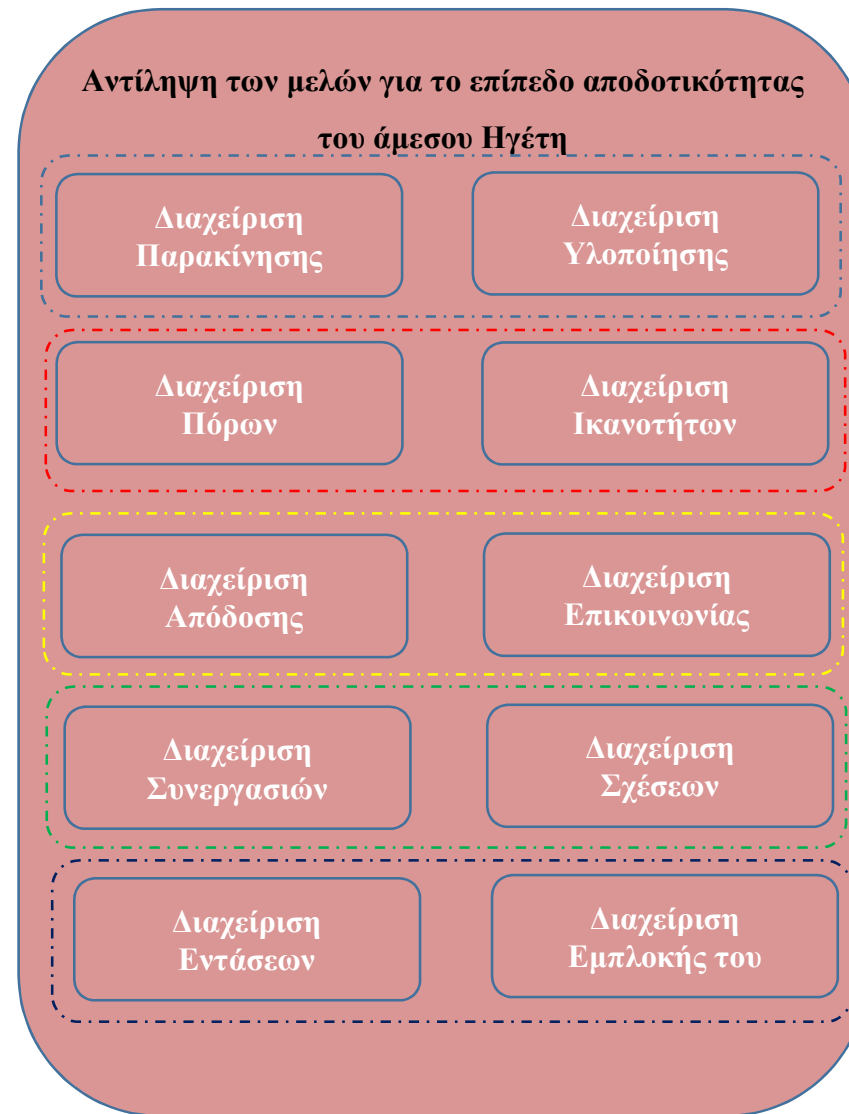 Αντίληψη των μελών για το επίπεδο αποδοτικότητας
του άμεσου Ηγέτη
Διαχείριση
Παρακίνησης
Διαχείριση
Υλοποίησης
Διαχείριση
Πόρων
Διαχείριση
Ικανοτήτων
Διαχείριση
Απόδοσης
Διαχείριση
Επικοινωνίας
Διαχείριση
Συνεργασιών
Διαχείριση
Σχέσεων
Διαχείριση
Εντάσεων
Διαχείριση
Εμπλοκής του